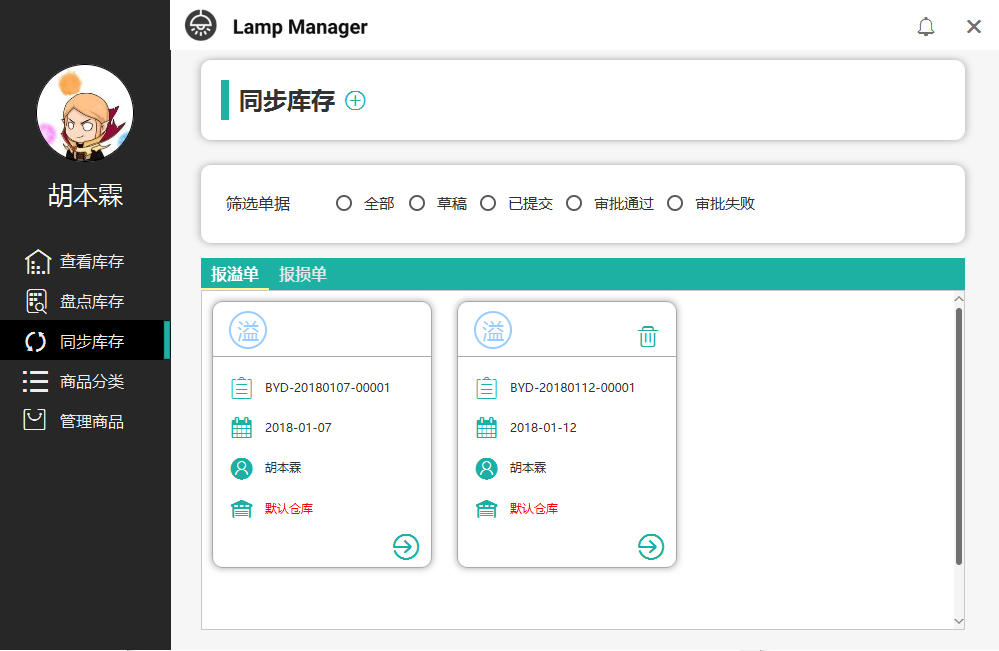 Lamp Manager
胡本霖
查看库存
盘点库存
同步库存
商品分类
管理商品
同步库存
筛选单据 全部 草稿 已提交 审批通过 审批失败
报溢单 报损单
溢
BYD-20180107-00001
2018-01-07
胡本霖
默认仓库
溢
BYD-20180112-00001
2018-01-12
胡本霖
默认仓库